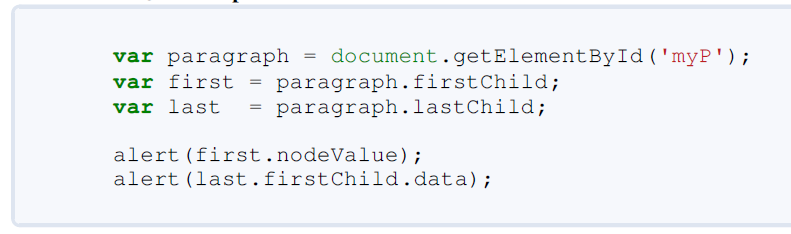 var paragraph = document.getElementById('myP');
var first = paragraph.firstChild;
var last  = paragraph.lastChild;
alert(first.nodeValue);
alert(last.firstChild.data);